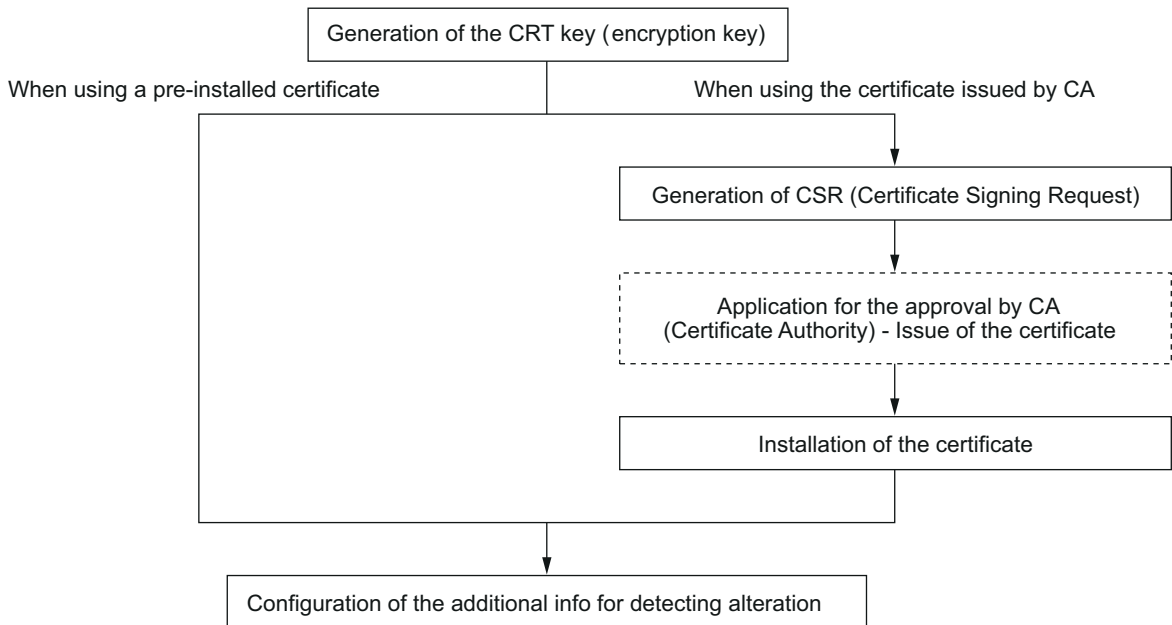 Generation of the CRT key (encryption key)
When using a pre-installed certificate
When using the certificate issued by CA
Generation of CSR (Certificate Signing Request)
Application for the approval by CA
(Certificate Authority) - Issue of the certificate
Installation of the certificate
Configuration of the additional info for detecting alteration